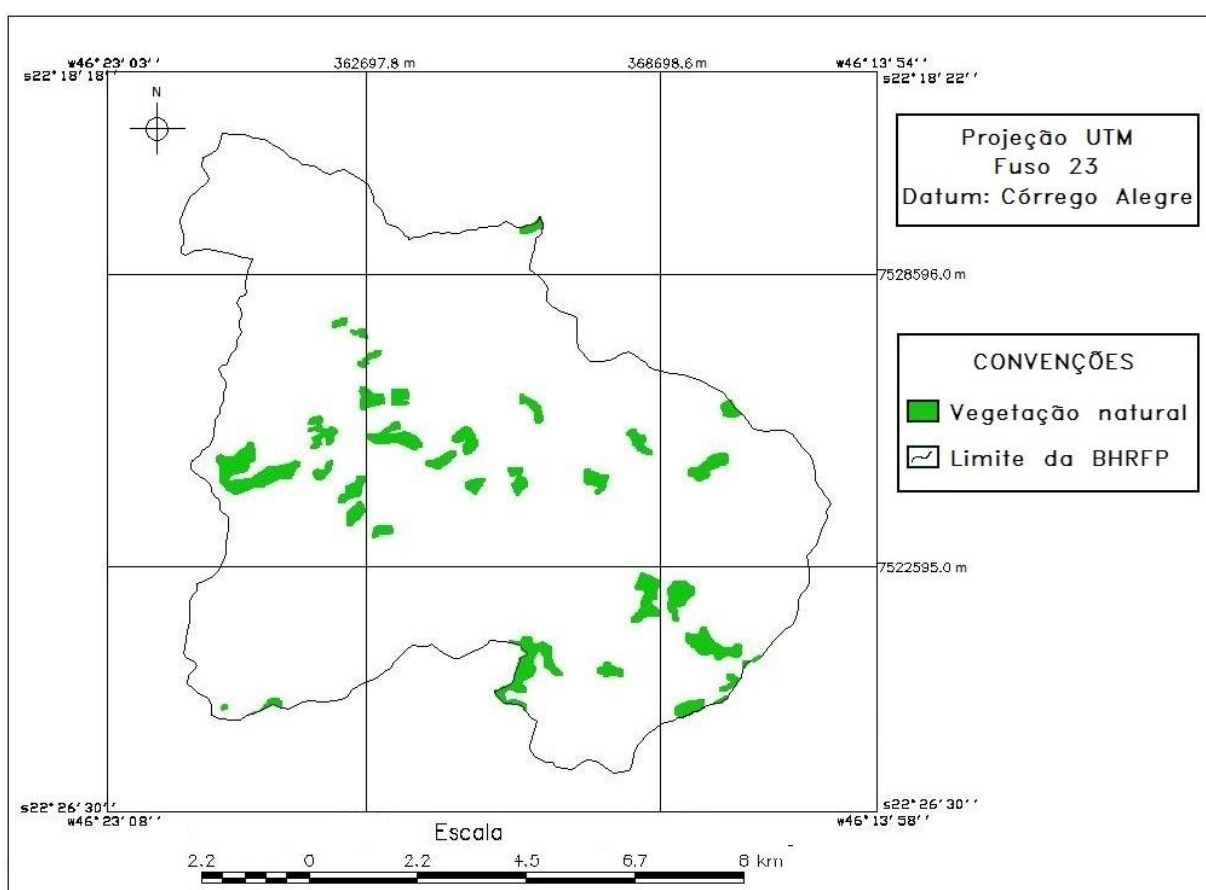 w46°23'03''
362697.8 m
368698.6 m
w46°13'54''
s22°18'18''
s22°18'22''
N
Projeção UTM
Fuso 23
Datum: Córrego Alegre
7528596.0 m
CONVENÇÕES
Vegetação natural
Limite da BHRFP
7522595.0 m
s22°26'30''
s22°26'30''
w46°23'08''
w46°13'58''
Escala
2.2 0 2.2 4.5 6.7 8 km